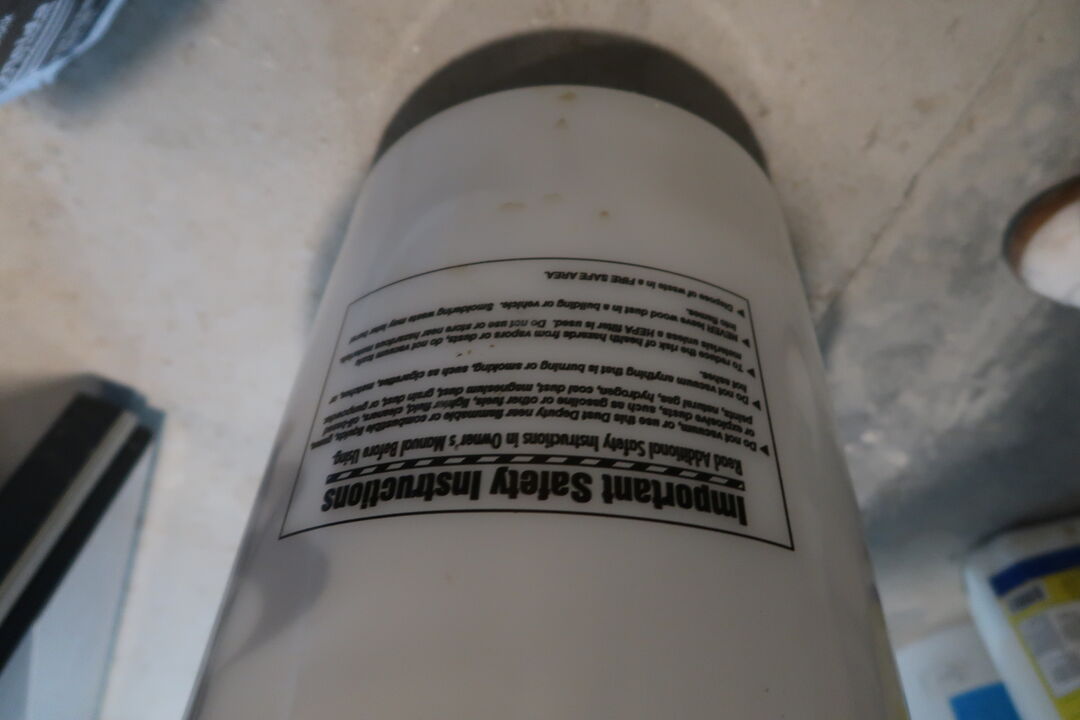 Important Safety Instructions
Read Additional Safety Instructions in Owner's Manual Before Using.
Do not vacuum, or use this Dust Deputy near flammable or combustible liquids, gases,
or explosive dusts, such as gasoline or other fuels, lighter fluid, cleaners, oil-based
paints, natural gas, hydrogen, coal dust, magnesium dust, grain dust, or gunpowder.
Do not vacuum anything that is burning or smoking, such as cigarettes, matches, or
hot ashes.
To reduce the risk of health hazards from vapors or dusts, do not vacuum toxic
materials unless a HEPA filter is used. Do not use or store near hazardous materials.
NEVER leave wood dust in a building or vehicle. Smoldering waste may later burst
into flames.
Dispose of waste in a FIRE SAFE AREA.